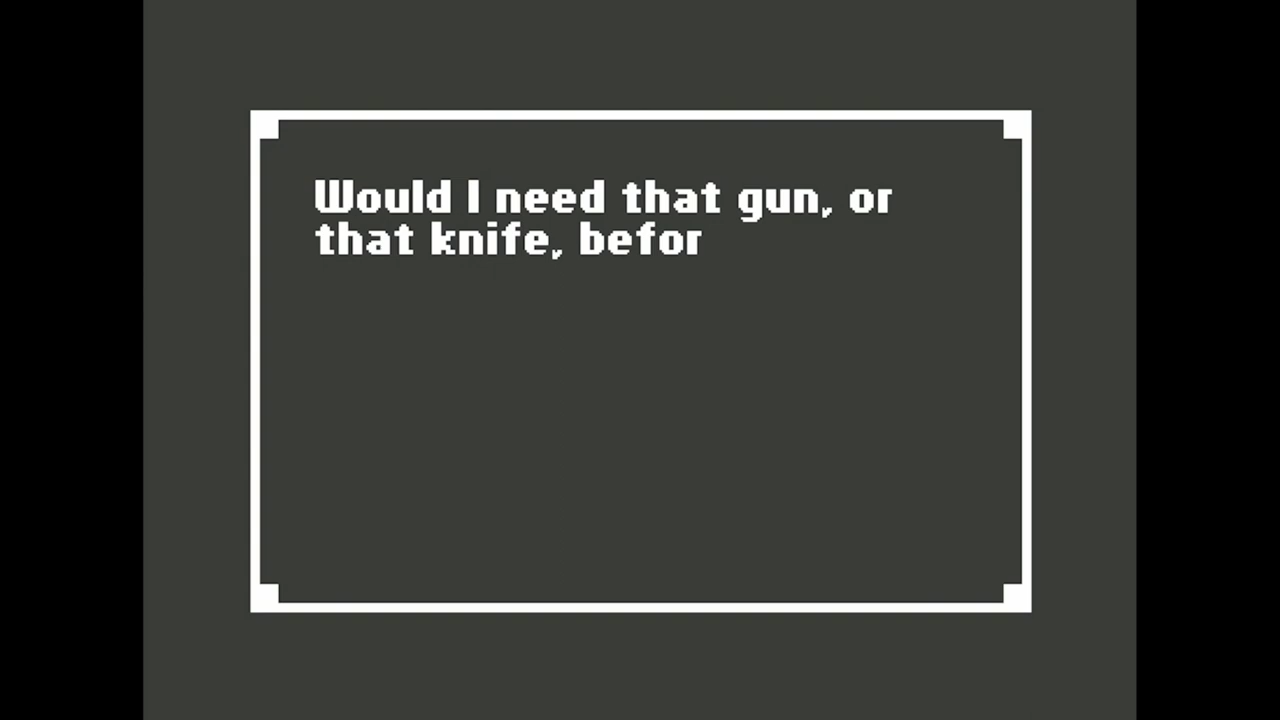 Would I need that gun, or
that knife, befor